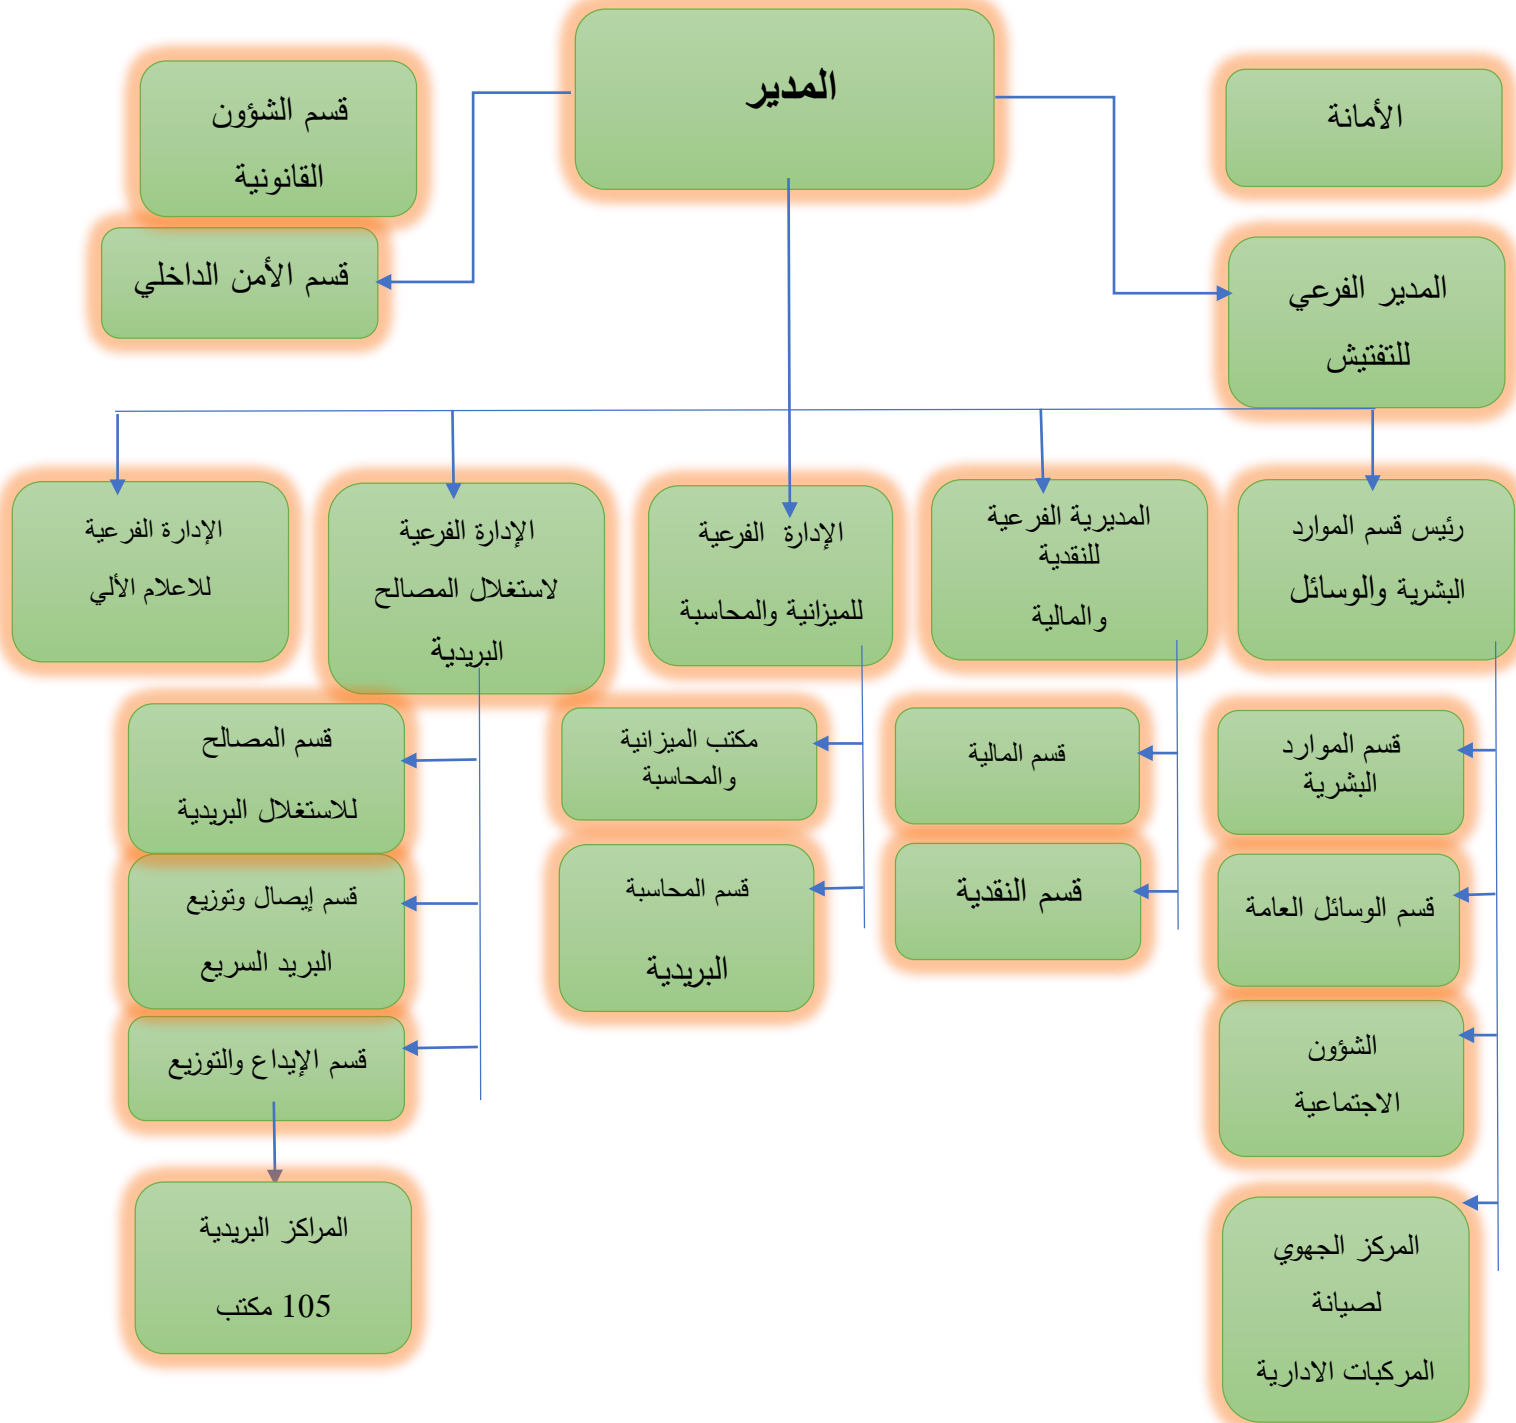 المدير
الأمانة
قسم الشؤون
القانونية
قسم الأمن الداخلي
المدير الفرعي
للتفتيش
رئيس قسم الموارد
البشرية والوسائل
المديرية الفرعية
للنقدية
والمالية
الإدارة الفرعية
للميزانية والمحاسبة
الإدارة الفرعية
لاستغلال المصالح
البريدية
الإدارة الفرعية
للاعلام الألي
قسم الموارد
البشرية
قسم الوسائل العامة
الشؤون
الاجتماعية
المركز الجهوي
لصيانة
المركبات الادارية
قسم المالية
قسم النقدية
مكتب الميزانية
والمحاسبة
قسم المحاسبة
البريدية
قسم المصالح
للاستغلال البريدية
قسم إيصال وتوزيع
البريد السريع
قسم الإيداع والتوزيع
المراكز البريدية
105 مكتب